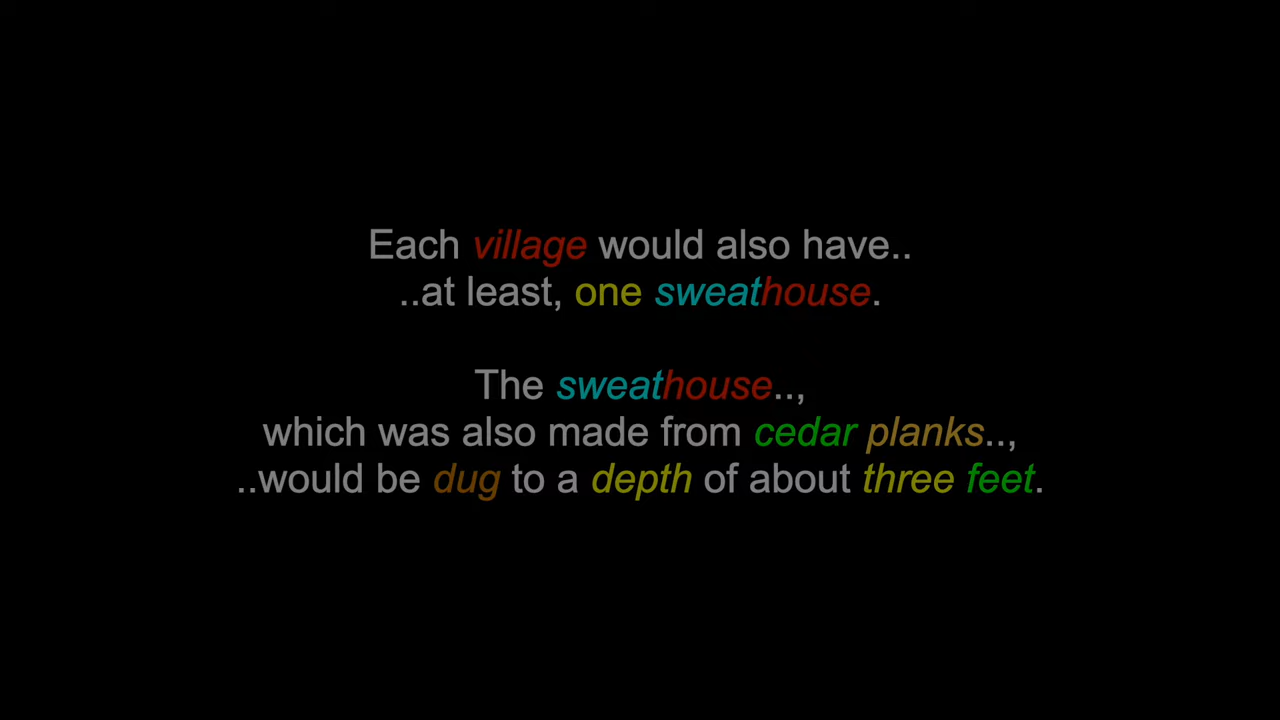 Each village would also have..
..at least, one sweathouse.
The sweathouse..,
which was also made from cedar planks..,
..would be dug to a depth of about three feet.